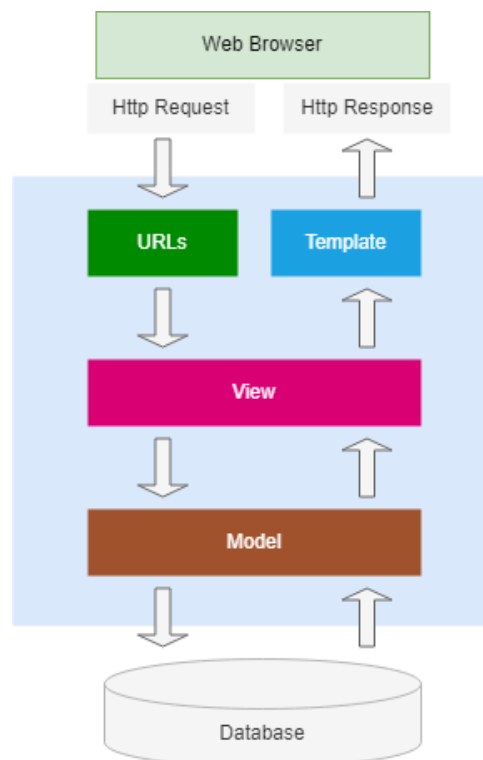 Web Browser
Http Request
Http Response
URLs
Template
View
Model
Database